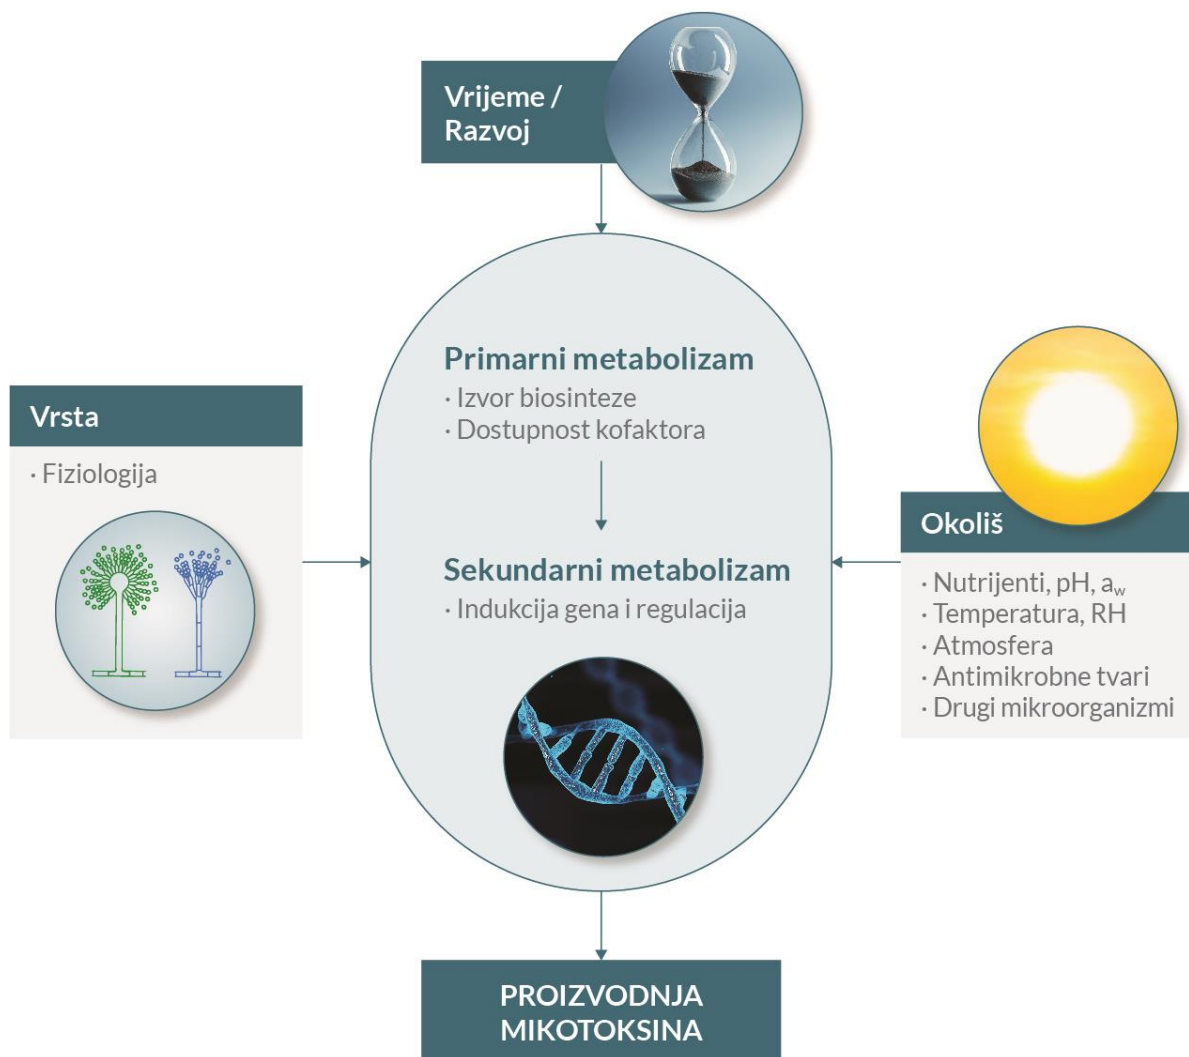 Vrijeme /
Razvoj
Primarni metabolizam
· Izvor biosinteze
· Dostupnost kofaktora
Vrsta
· Fiziologija
Sekundarni metabolizam
· Indukcija gena i regulacija
Okoliš
· Nutrijenti, pH, a_w
· Temperatura, RH
· Atmosfera
· Antimikrobne tvari
· Drugi mikroorganizmi
PROIZVODNJA
MIKOTOKSINA